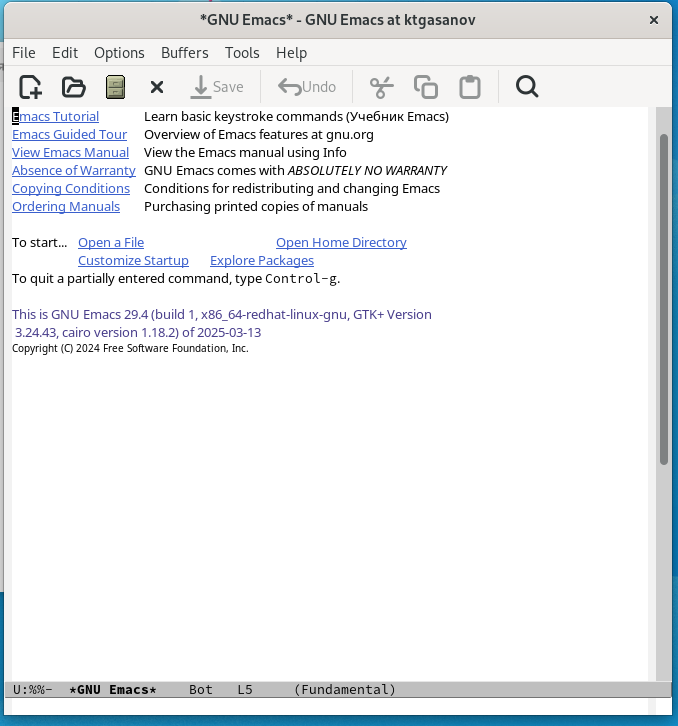 *GNU Emacs* - GNU Emacs at ktgasanov
File Edit Options Buffers Tools Help
Save Undo
Emacs Tutorial Learn basic keystroke commands (Учебник Emacs)
Emacs Guided Tour Overview of Emacs features at gnu.org
View Emacs Manual View the Emacs manual using Info
Absence of Warranty GNU Emacs comes with ABSOLUTELY NO WARRANTY
Copying Conditions Conditions for redistributing and changing Emacs
Ordering Manuals Purchasing printed copies of manuals
To start... Open a File Open Home Directory
Customize Startup Explore Packages
To quit a partially entered command, type Control-g.
This is GNU Emacs 29.4 (build 1, x86_64-redhat-linux-gnu, GTK+ Version
3.24.43, cairo version 1.18.2) of 2025-03-13
Copyright (C) 2024 Free Software Foundation, Inc.
U:%%- *GNU Emacs* Bot L5 (Fundamental)